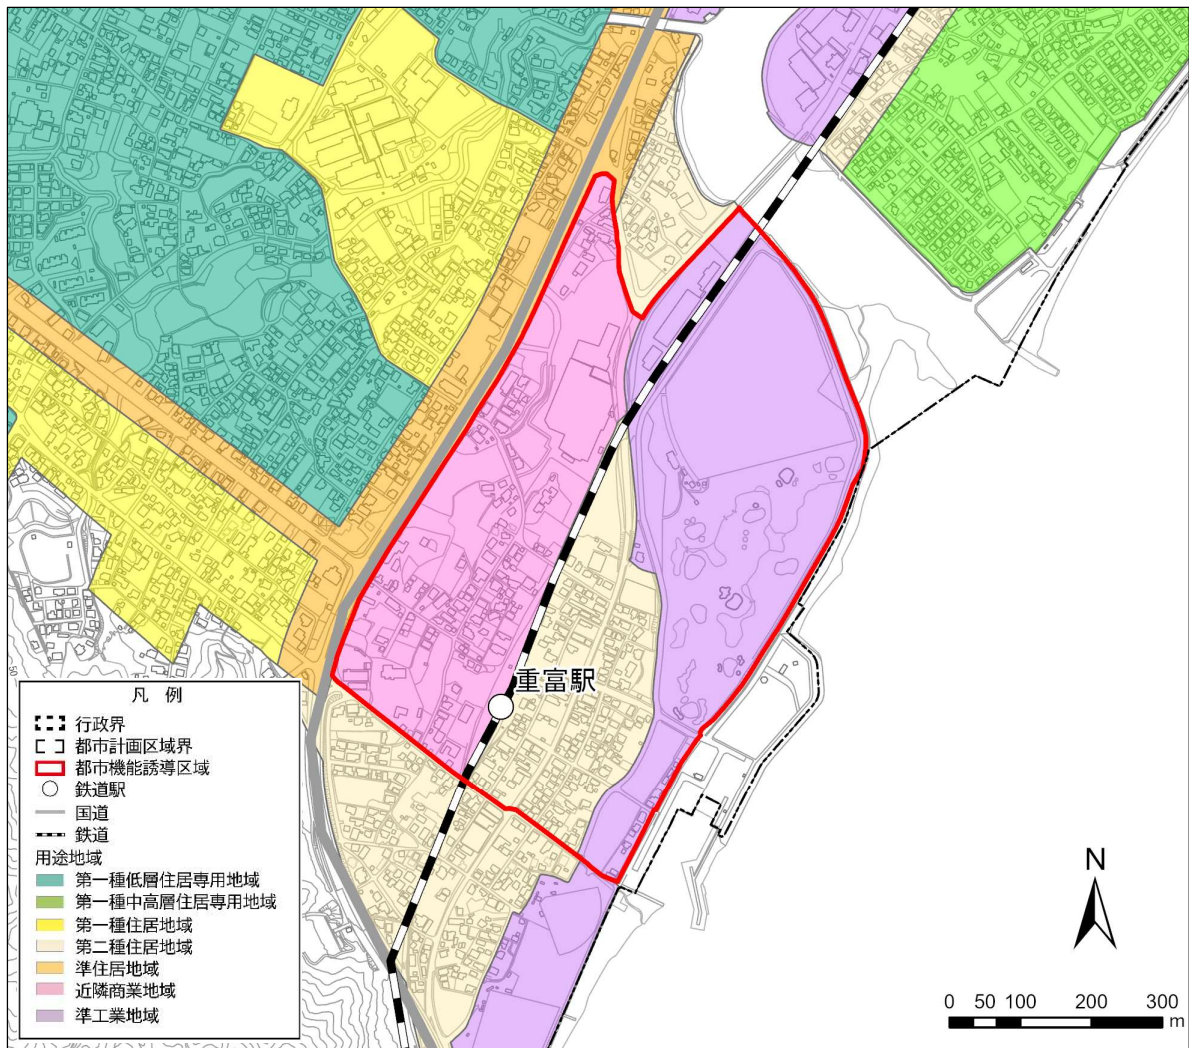 重富駅
凡 例
行政界
都市計画区域界
都市機能誘導区域
鉄道駅
国道
鉄道
用途地域
第一種低層住居専用地域
第一種中高層住居専用地域
第一種住居地域
第二種住居地域
準住居地域
近隣商業地域
準工業地域
N
0 50 100 200 300
m